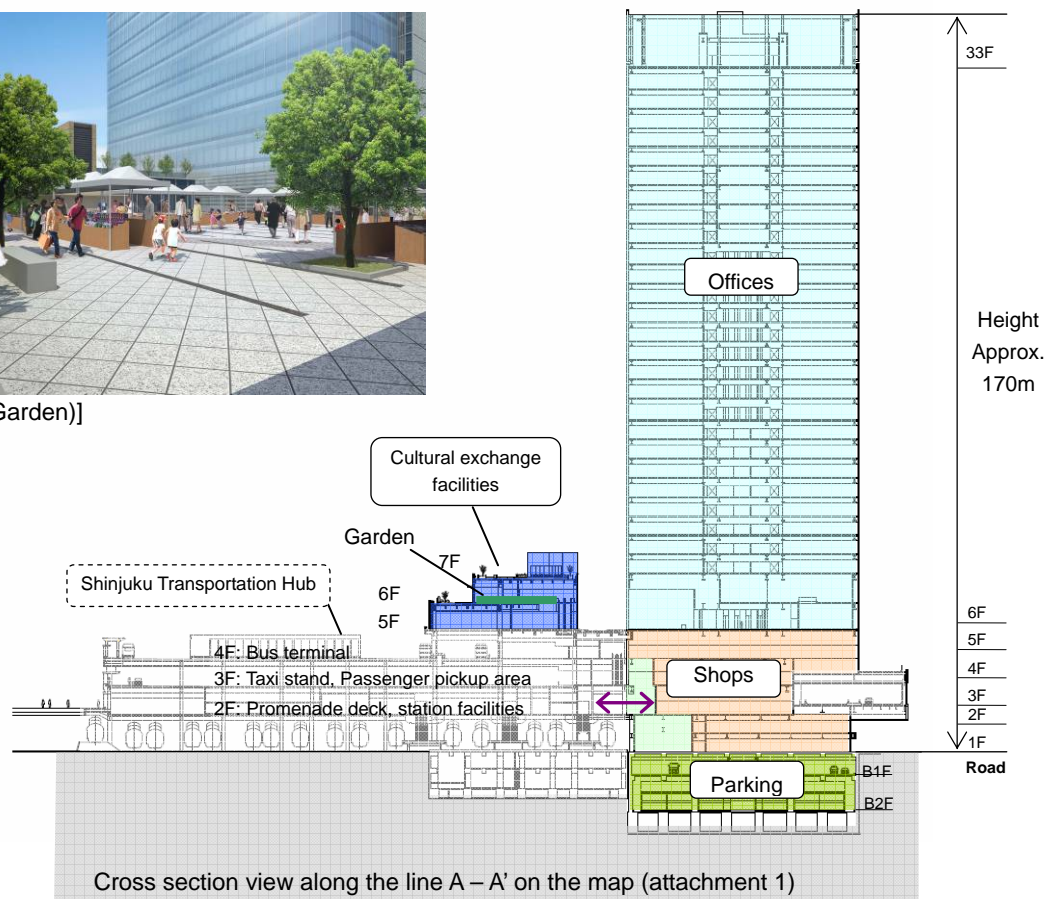 Garden)]
33F
Offices
Height
Approx.
170m
Cultural exchange
facilities
Garden
7F
6F
5F
Shinjuku Transportation Hub
4F: Bus terminal
3F: Taxi stand, Passenger pickup area
2F: Promenade deck, station facilities
Shops
6F
5F
4F
3F
2F
1F
Road
Parking
B1F
B2F
Cross section view along the line A – A’ on the map (attachment 1)